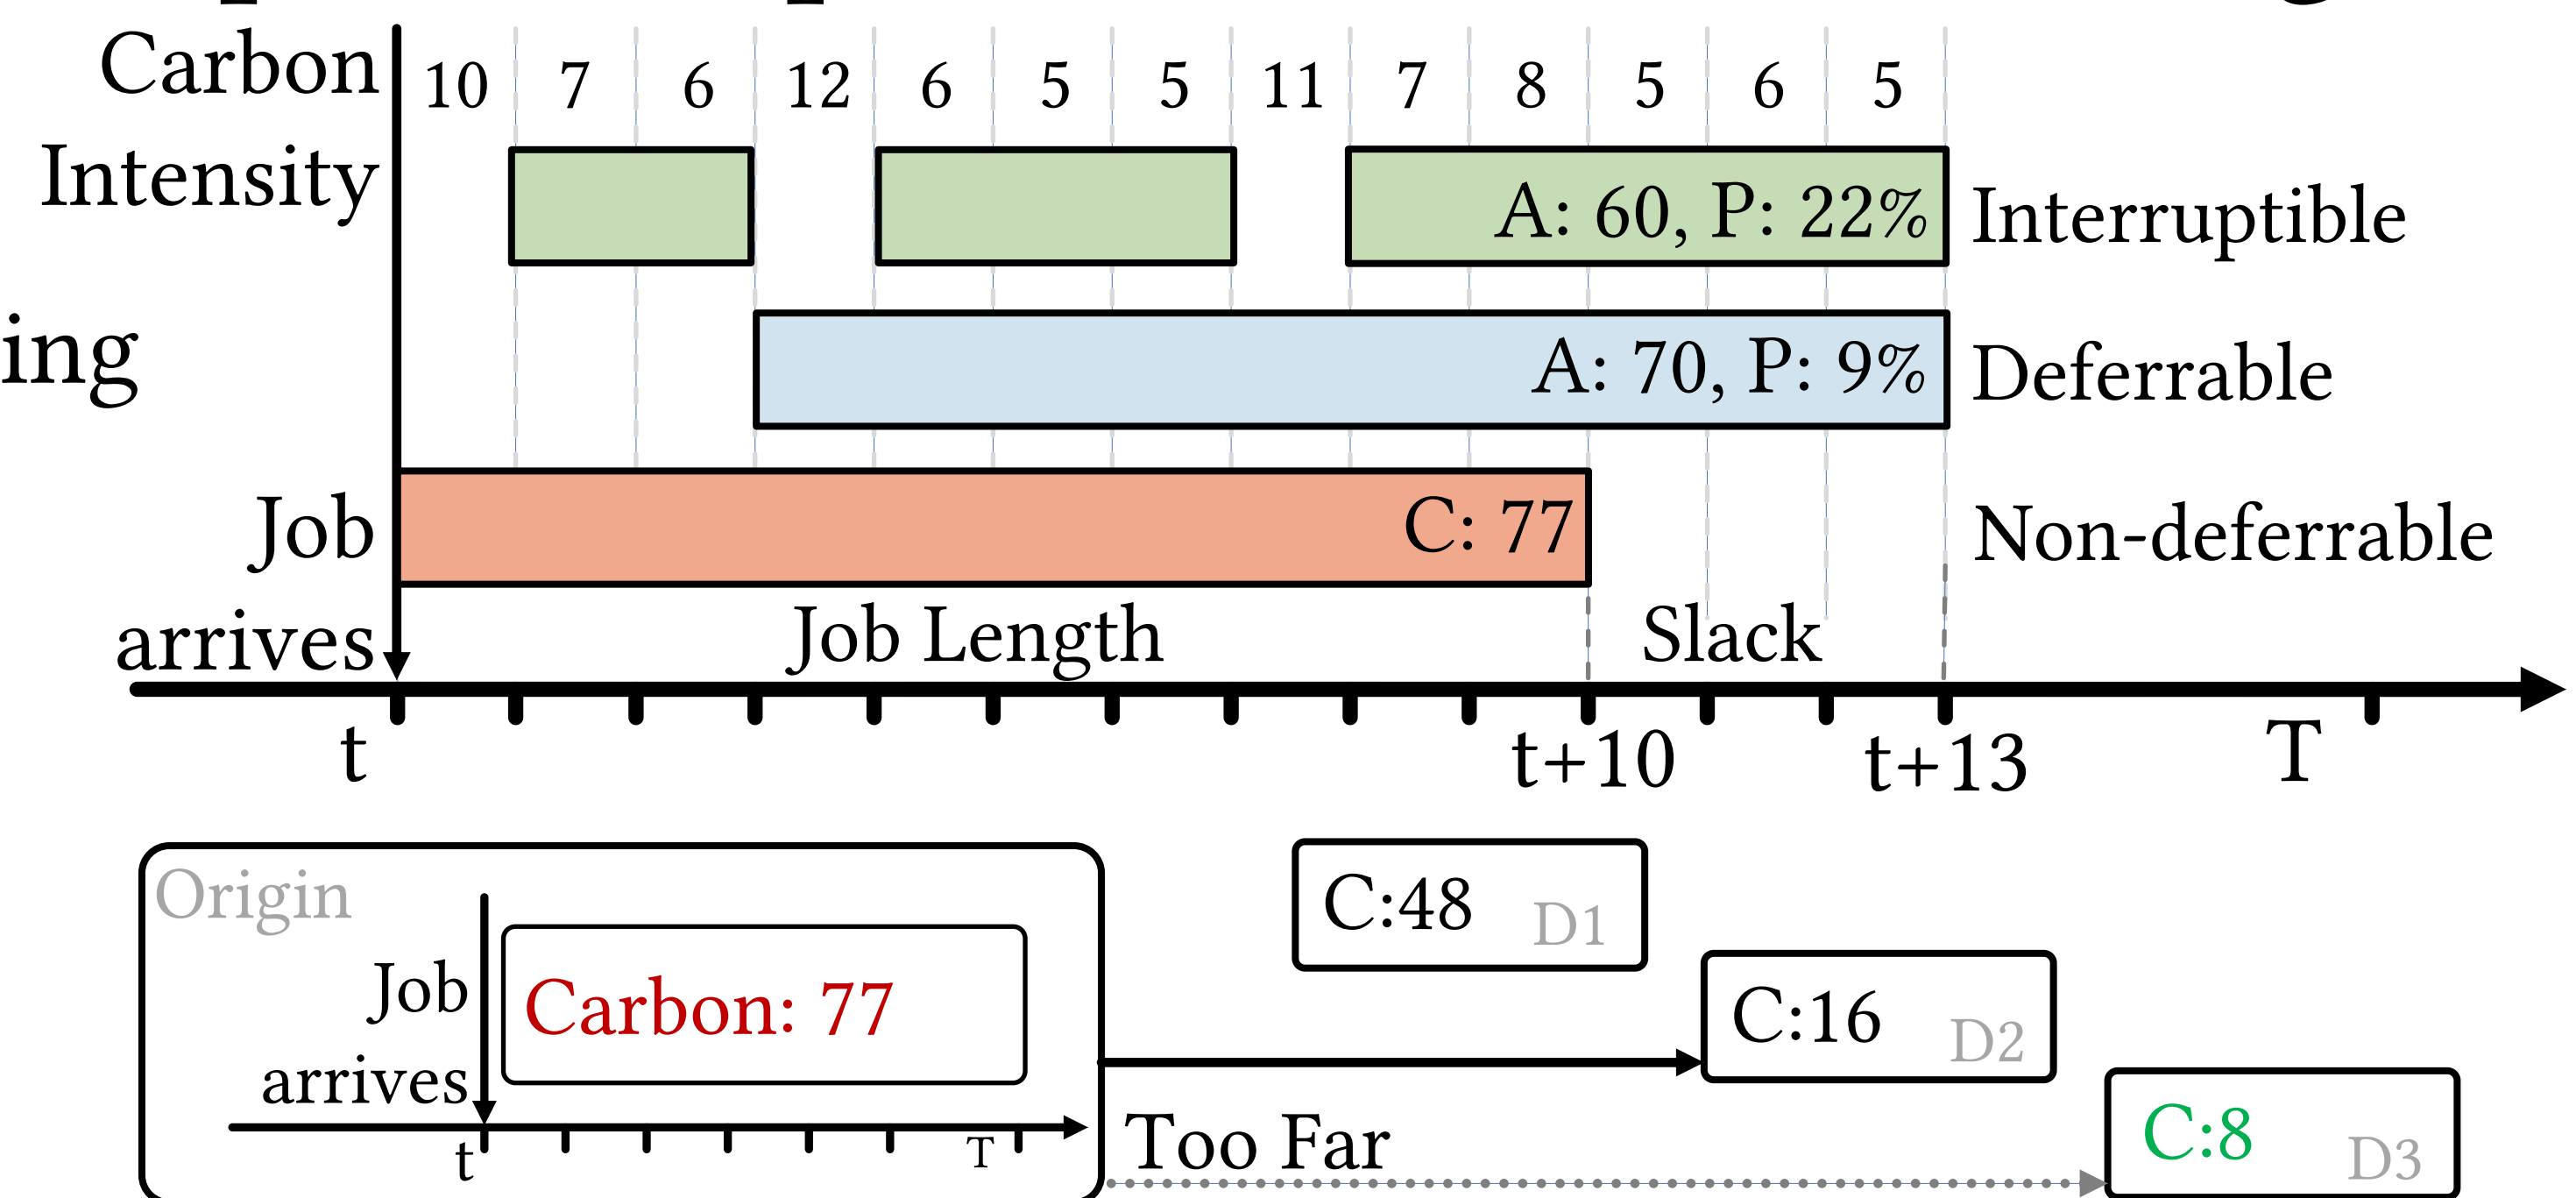 Carbon
Intensity
10 7 6 12 6 5 5 11 7 8 5 6 5
A: 60, P: 22%
Interruptible
ing
A: 70, P: 9%
Deferrable
Job
arrives
C: 77
Non-deferrable
Job Length
Slack
t
t+10
t+13
T
Origin
Job
arrives
Carbon: 77
t
T
C:48
D1
C:16
D2
Too Far
C:8
D3